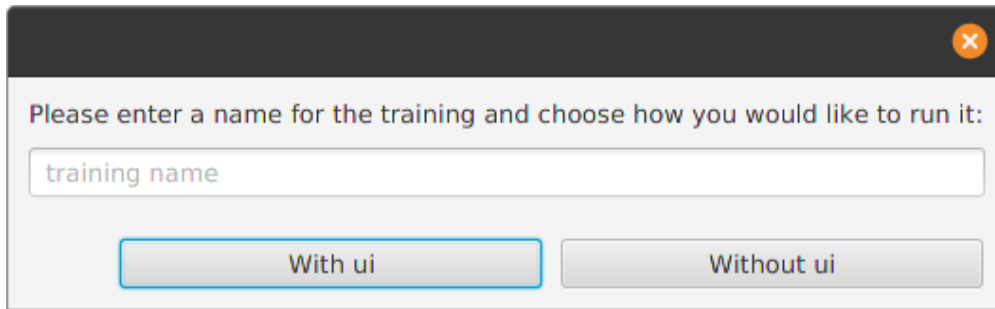 Please enter a name for the training and choose how you would like to run it:
training name
With ui
Without ui